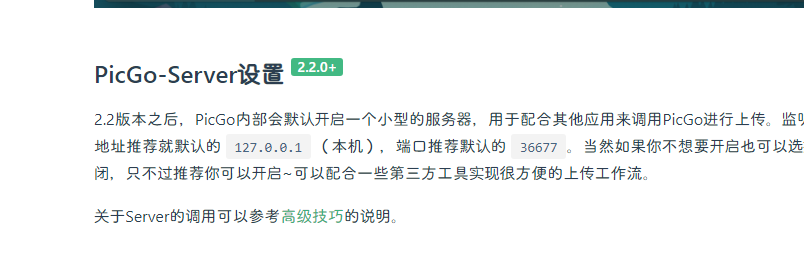 PicGo-Server设置 2.2.0+
2.2版本之后，PicGo内部会默认开启一个小型的服务器，用于配合其他应用来调用PicGo进行上传。监
地址推荐就默认的 127.0.0.1 （本机），端口推荐默认的 36677 。当然如果你不想要开启也可以选
闭，只不过推荐你可以开启~可以配合一些第三方工具实现很方便的上传工作流。
关于Server的调用可以参考高级技巧的说明。